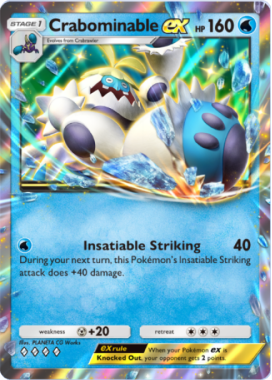 STAGE 1 Crabominable ex HP 160
Evolves from Crabrawler
Insatiable Striking 40
During your next turn, this Pokémon's Insatiable Striking
attack does +40 damage.
weakness +20 retreat
Illus. PLANETA CG Works
ex rule When your Pokémon ex is
Knocked Out, your opponent gets 2 points.